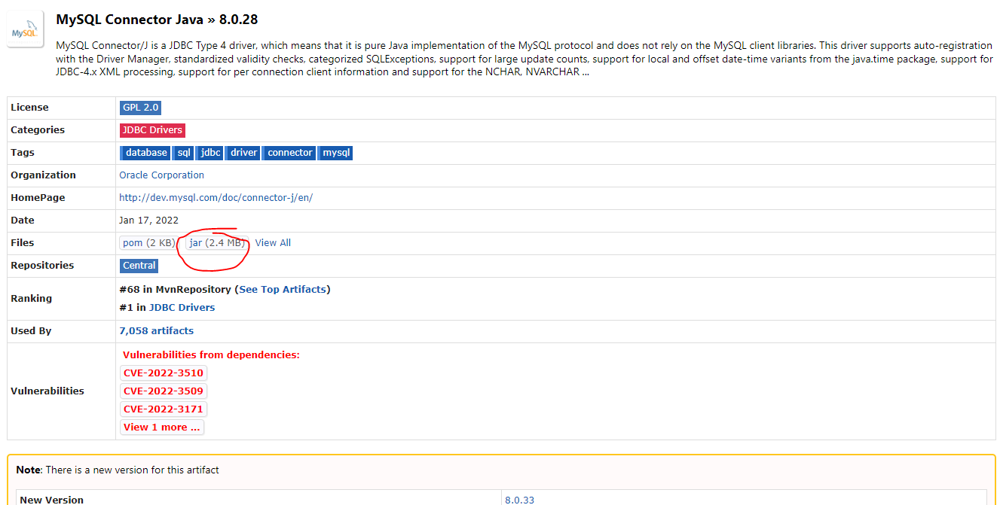 MySQL
MySQL Connector Java » 8.0.28
MySQL Connector/J is a JDBC Type 4 driver, which means that it is pure Java implementation of the MySQL protocol and does not rely on the MySQL client libraries. This driver supports auto-registration
with the Driver Manager, standardized validity checks, categorized SQLExceptions, support for large update counts, support for local and offset date-time variants from the java.time package, support for
JDBC-4.x XML processing, support for per connection client information and support for the NCHAR, NVARCHAR ...
License GPL 2.0
Categories JDBC Drivers
Tags database sql jdbc driver connector mysql
Organization Oracle Corporation
HomePage http://dev.mysql.com/doc/connector-j/en/
Date Jan 17, 2022
Files pom (2 KB) jar (2.4 MB) View All
Repositories Central
Ranking #68 in MvnRepository (See Top Artifacts)
#1 in JDBC Drivers
Used By 7,058 artifacts
Vulnerabilities Vulnerabilities from dependencies:
CVE-2022-3510
CVE-2022-3509
CVE-2022-3171
View 1 more ...
Note: There is a new version for this artifact
New Version 8.0.33